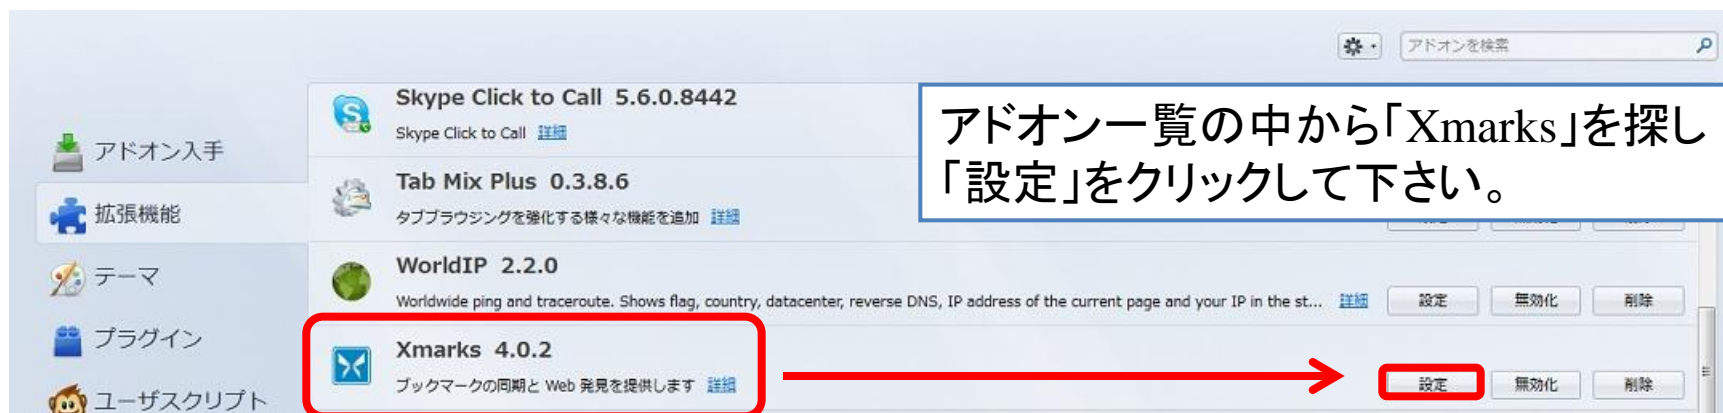 アドオンを検索
Skype Click to Call 5.6.0.8442
Skype Click to Call 詳細
アドオン一覧の中から「Xmarks」を探し
「設定」をクリックして下さい。
アドオン入手
Tab Mix Plus 0.3.8.6
タブブラウジングを強化する様々な機能を追加 詳細
拡張機能
WorldIP 2.2.0
Worldwide ping and traceroute. Shows flag, country, datacenter, reverse DNS, IP address of the current page and your IP in the st... 詳細 設定 無効化 削除
テーマ
プラグイン
Xmarks 4.0.2
ブックマークの同期と Web 発見を提供します 詳細 設定 無効化 削除
ユーザスクリプト